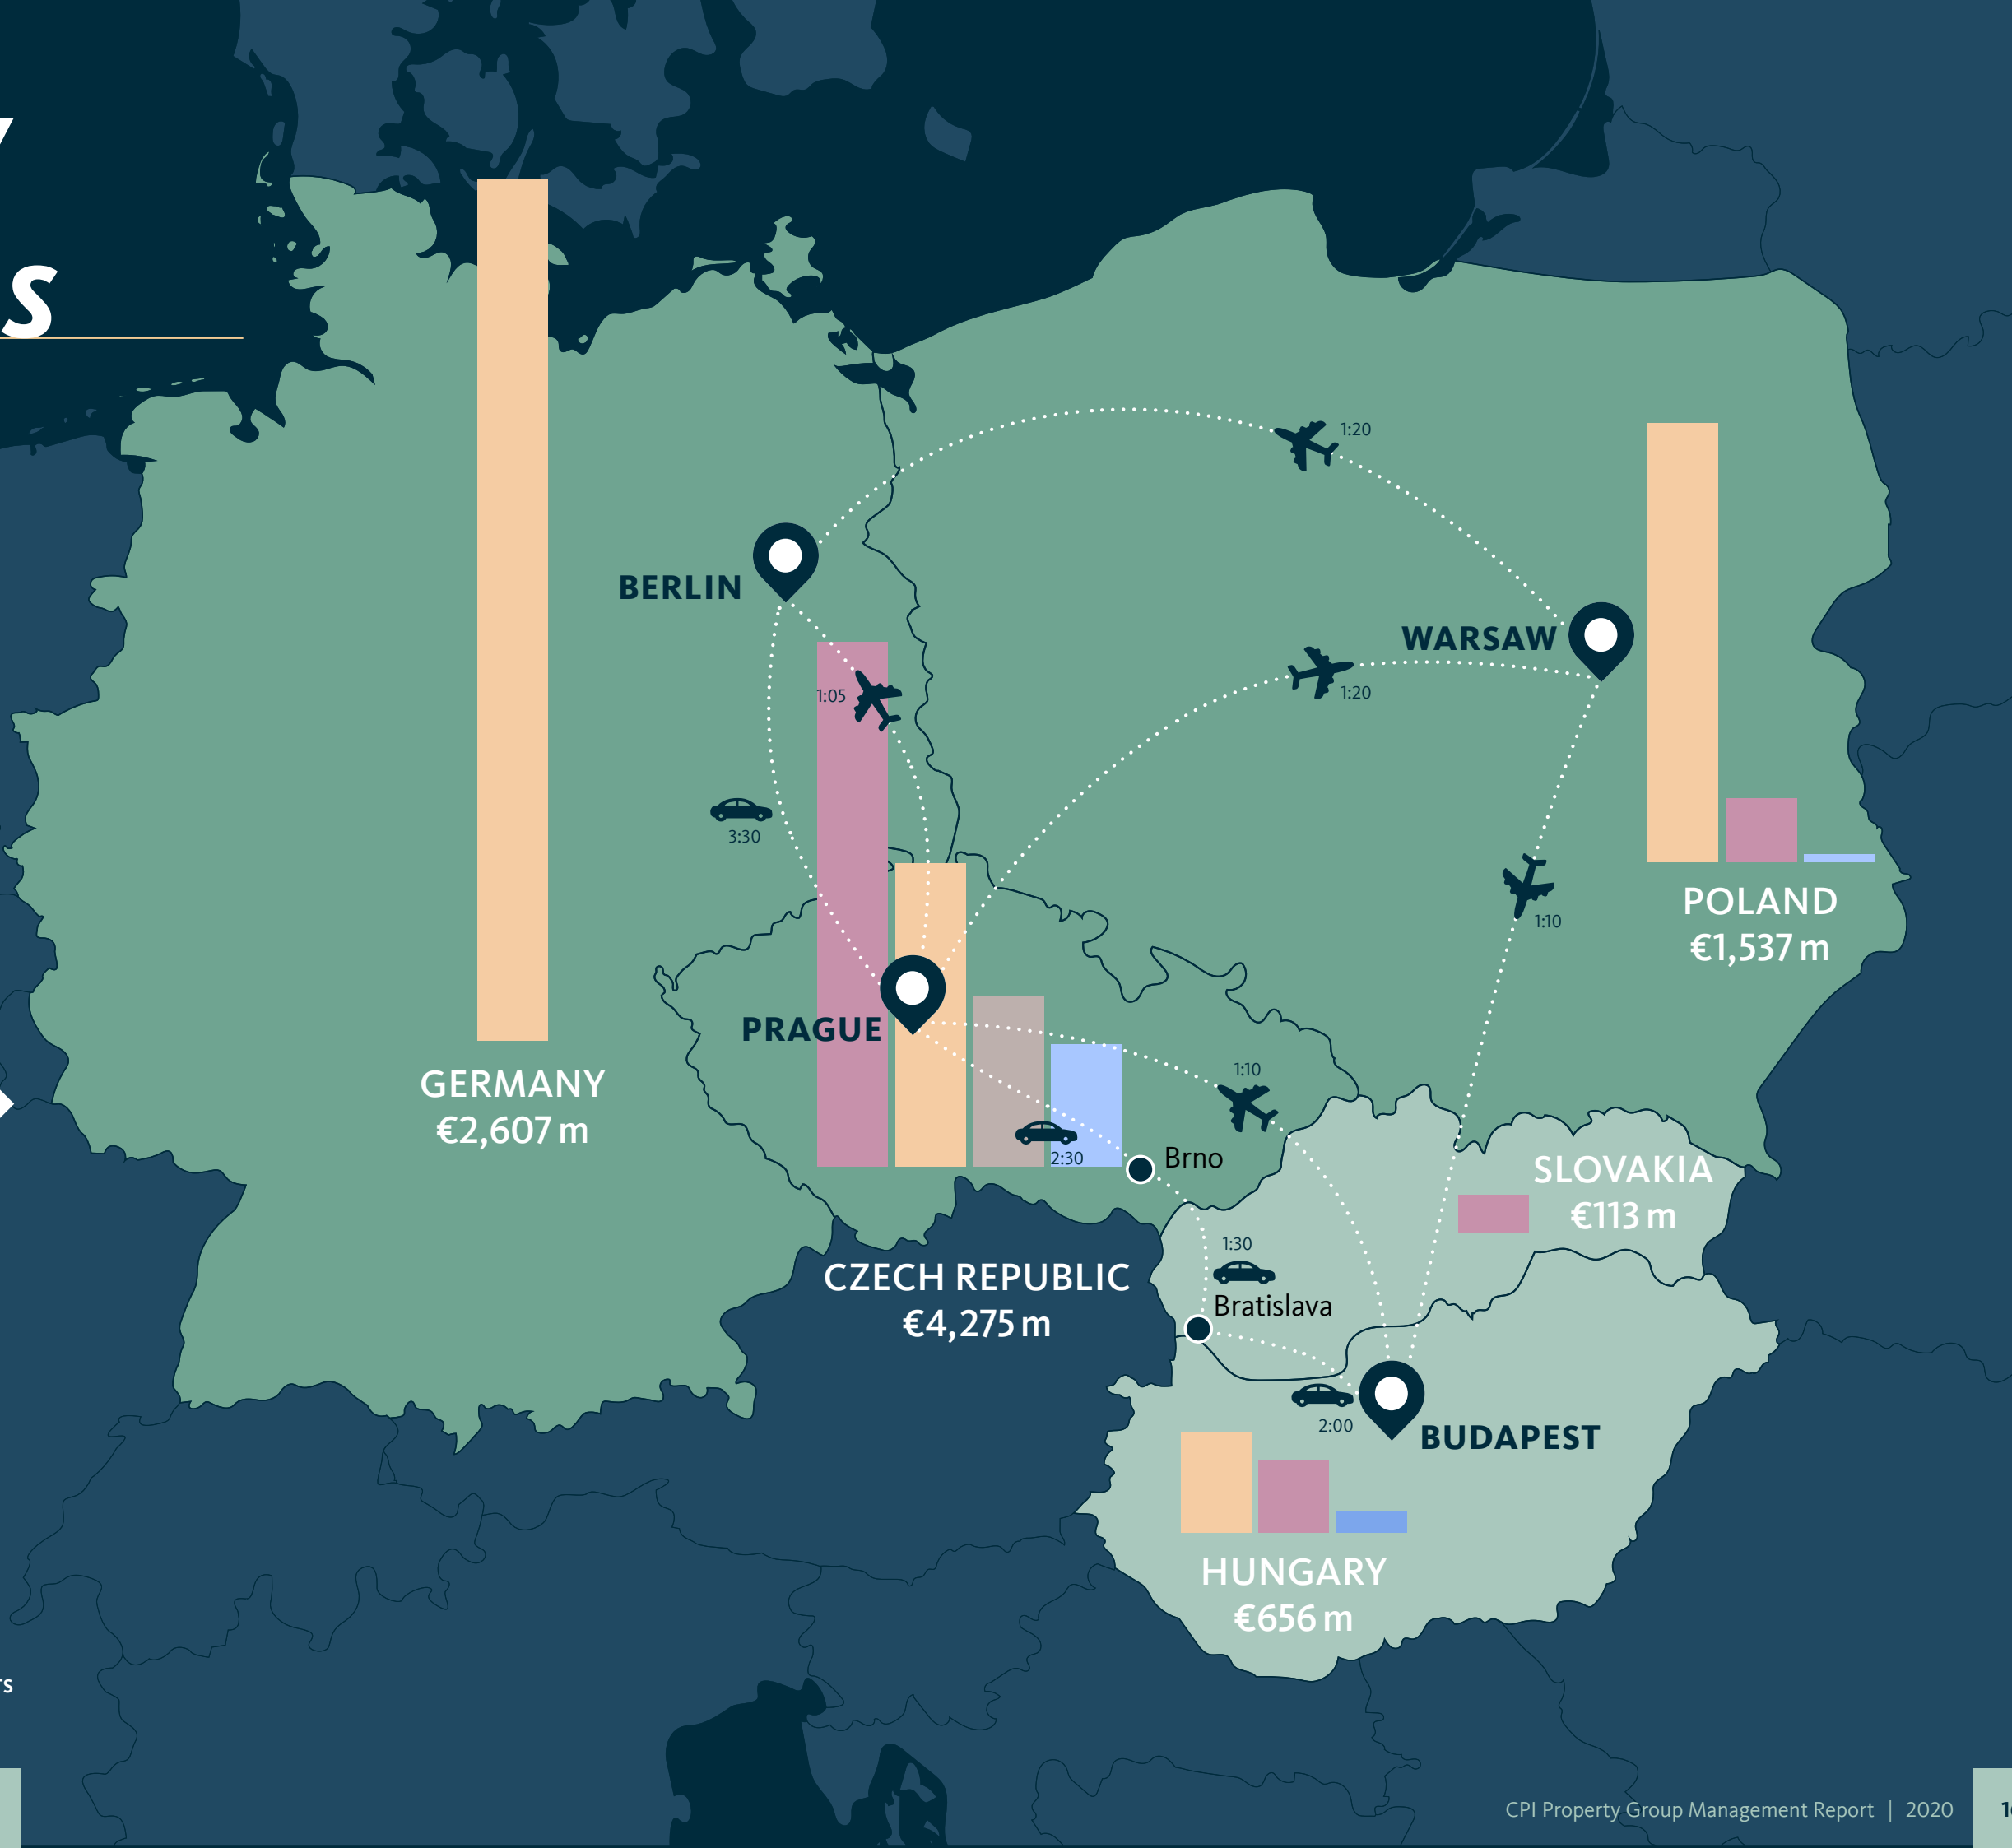 1:20
BERLIN
WARSAW
1:20
1:05
3:30
POLAND
€1,537 m
1:10
PRAGUE
GERMANY
€2,607 m
1:10
2:30
Brno
SLOVAKIA
€113 m
1:30
CZECH REPUBLIC
€4,275 m
Bratislava
2:00
BUDAPEST
HUNGARY
€656 m
CPI Property Group Management Report | 2020